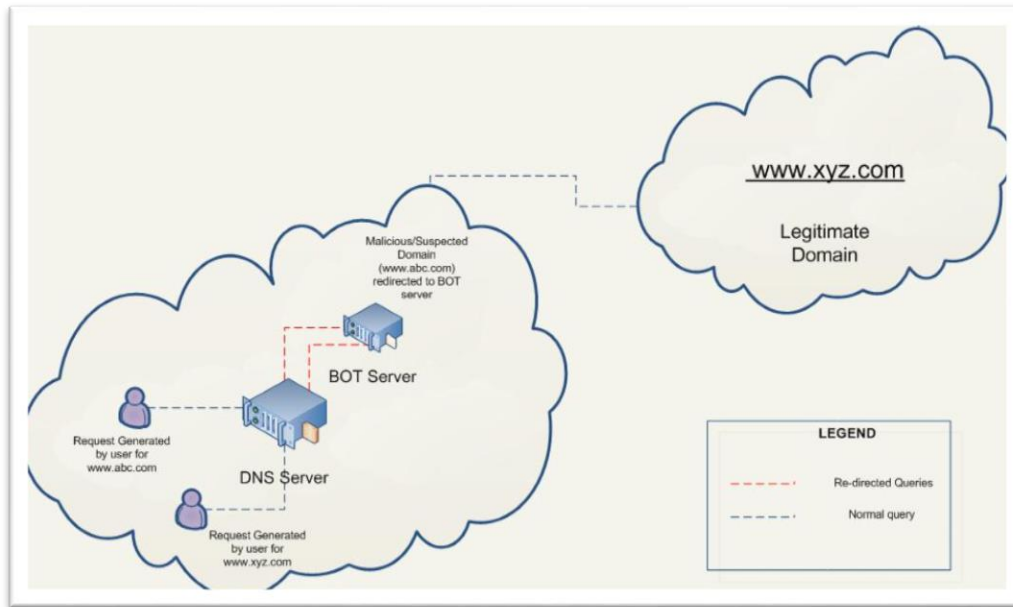 www.xyz.com
Legitimate
Domain
Malicious/Suspected
Domain
(www.abc.com)
redirected to BOT
server
BOT Server
Request Generated
by user for
www.abc.com
DNS Server
Request Generated
by user for
www.xyz.com
LEGEND
Re-directed Queries
Normal query